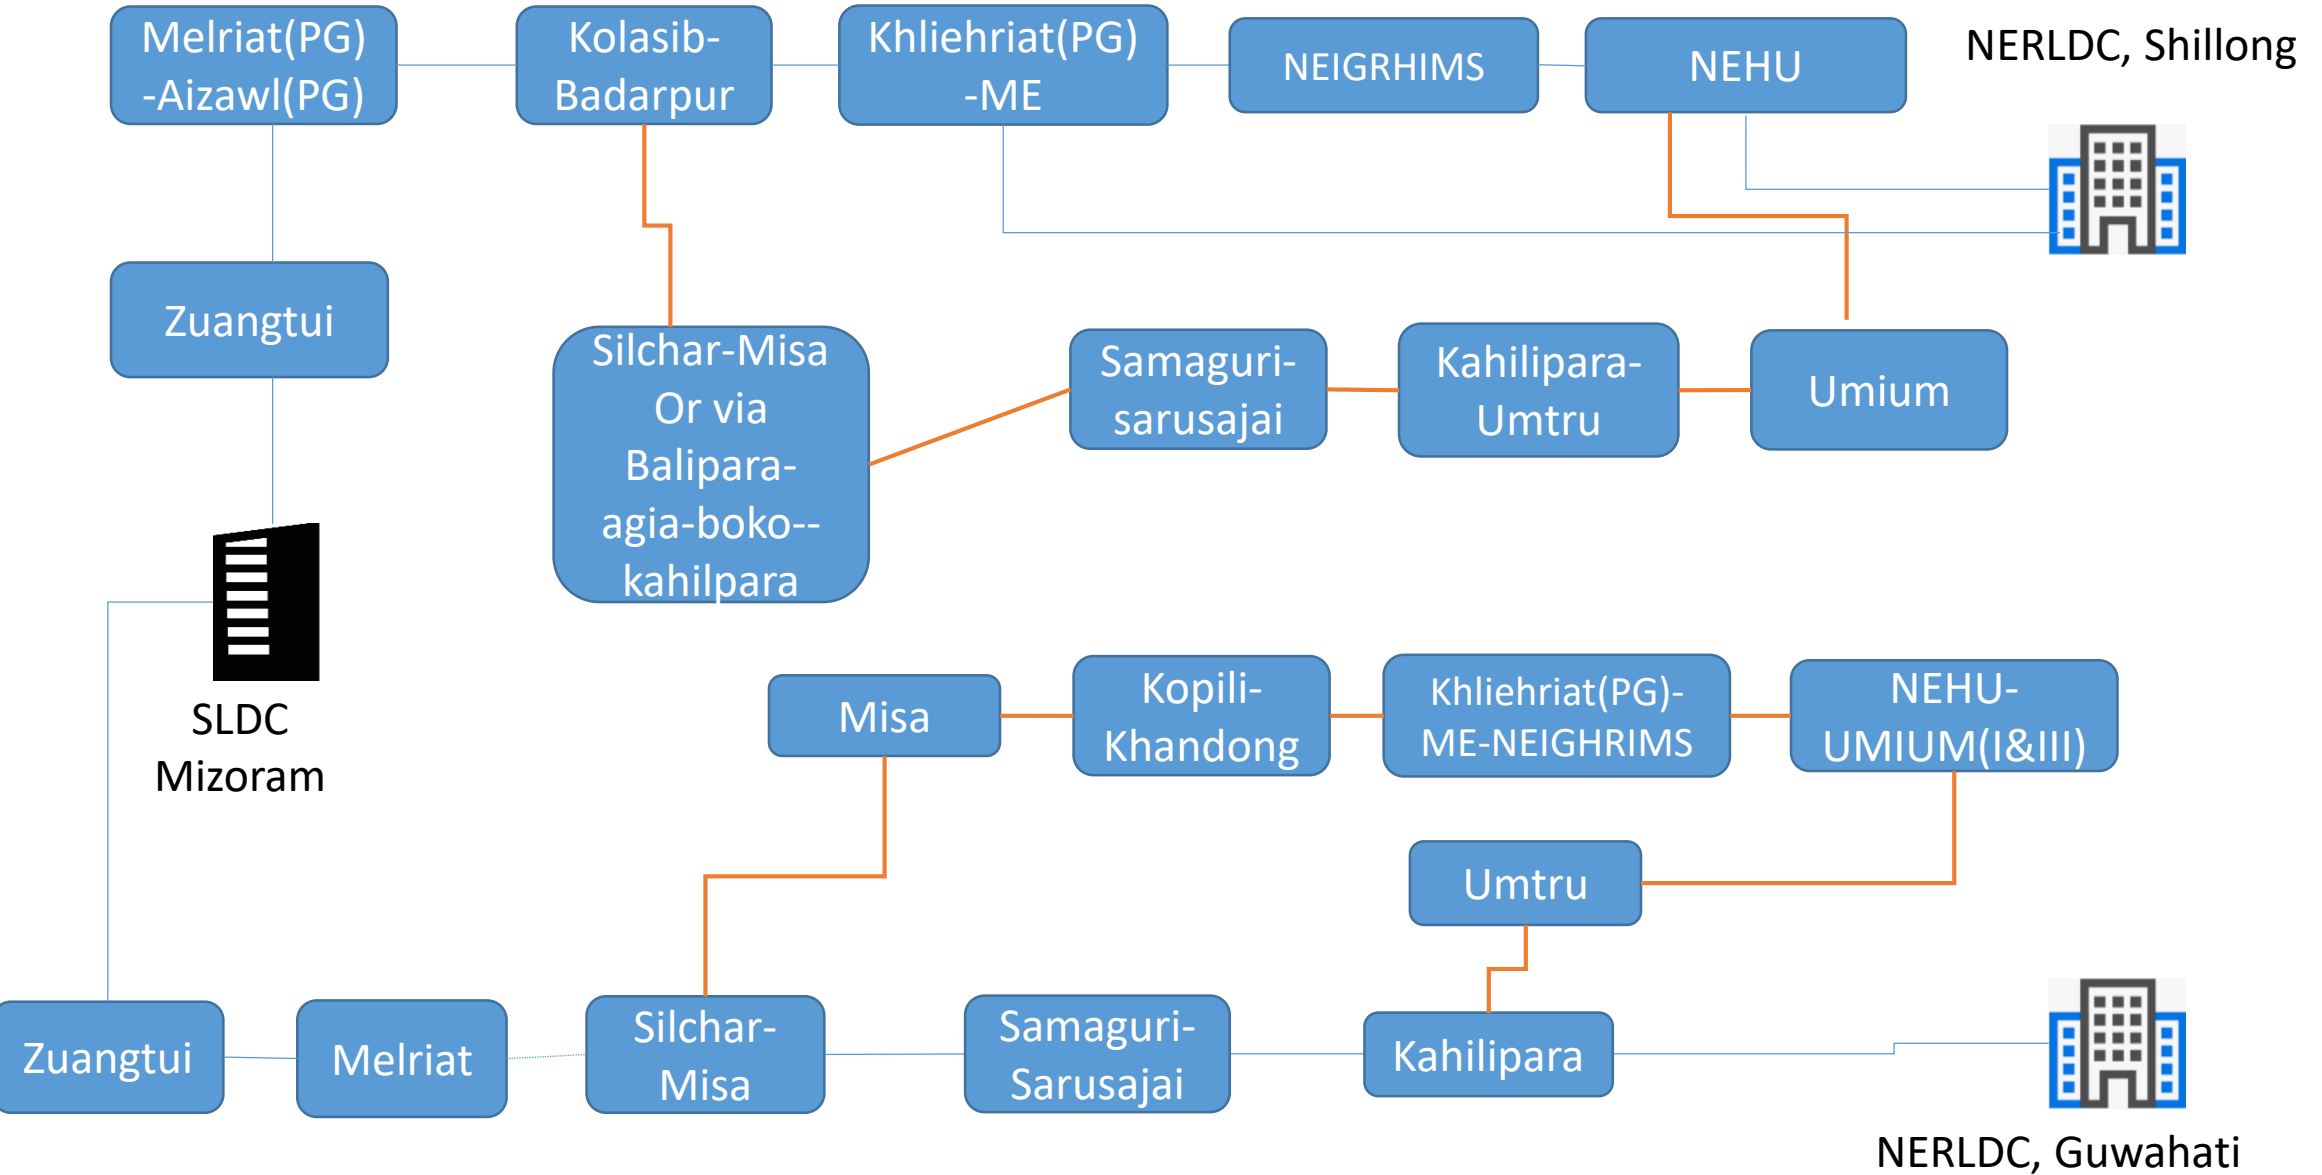 Melriat(PG)
-Aizawl(PG)
Kolasib-
Badarpur
Khliehriat(PG)
-ME
NEIGRHIMS
NEHU
NERLDC, Shillong
Zuangtui
Silchar-Misa
Or via
Balipara-
agia-boko--
kahilpara
Samaguri-
sarusajai
Kahilipara-
Umtru
Umium
SLDC
Mizoram
Misa
Kopili-
Khandong
Khliehriat(PG)-
ME-NEIGHRIMS
NEHU-
UMIUM(I&III)
Umtru
Zuangtui
Melriat
Silchar-
Misa
Samaguri-
Sarusajai
Kahilipara
NERLDC, Guwahati